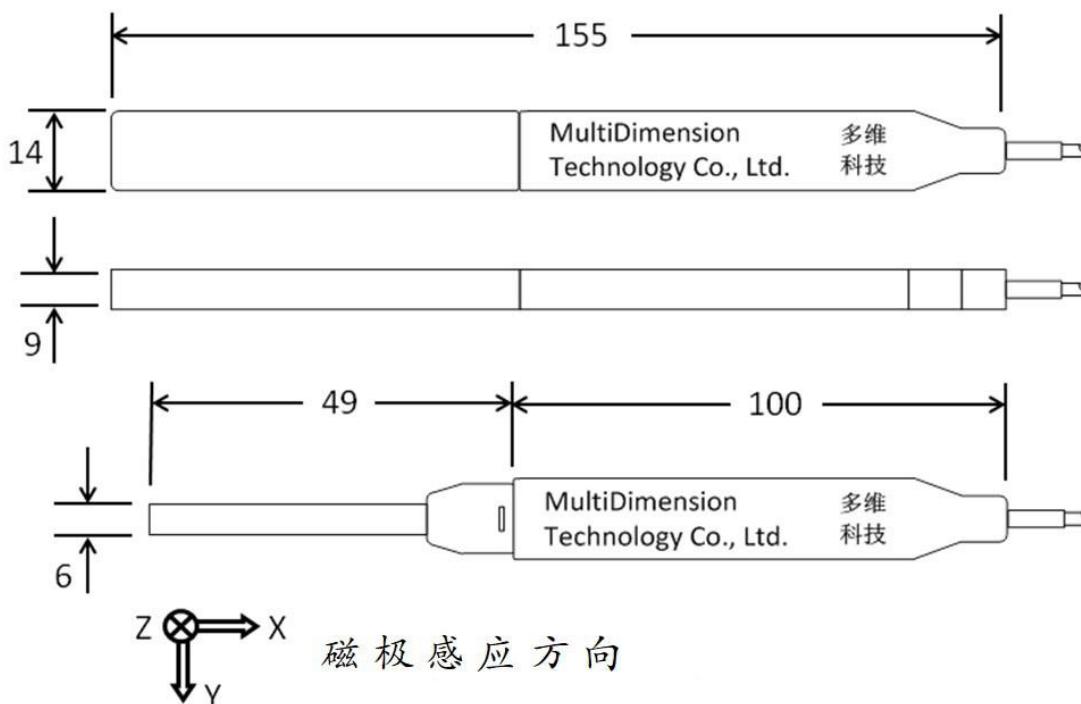 155
14
MultiDimension 多维
Technology Co., Ltd. 科技
9
49
100
MultiDimension 多维
Technology Co., Ltd. 科技
6
Z X
磁极感应方向
Y